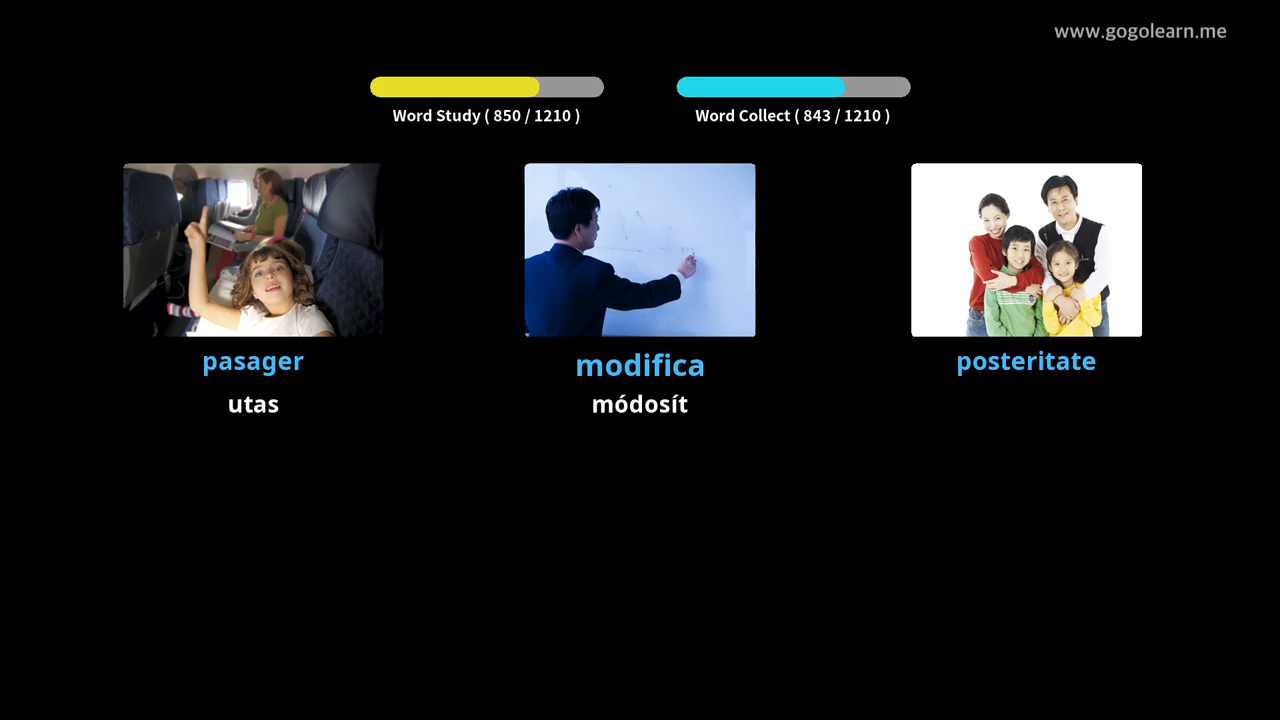 www.gogolearn.me
Word Study ( 850 / 1210 )
Word Collect ( 843 / 1210 )
pasager
utas
modifica
módosít
posteritate